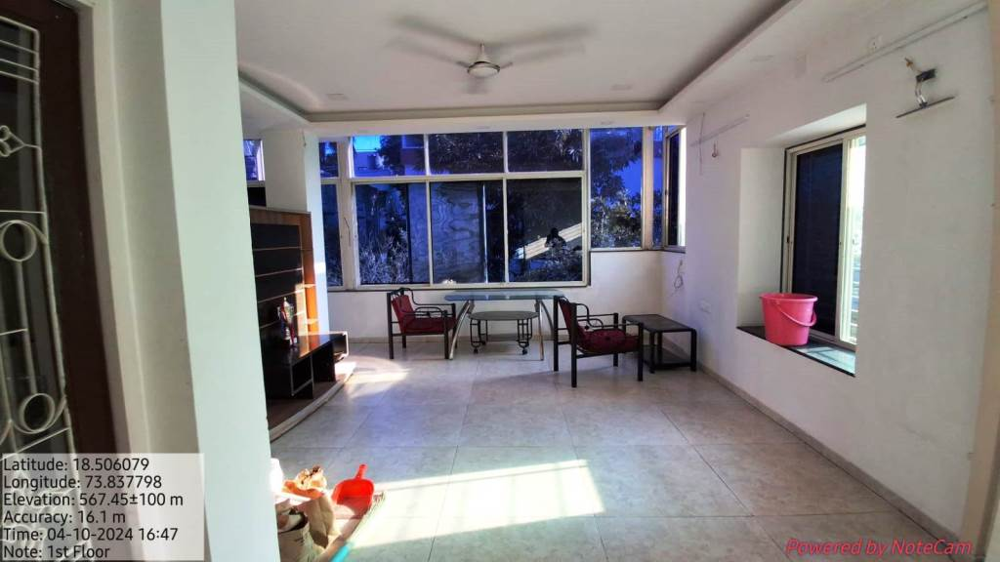 Latitude: 18.506079
Longitude: 73.837798
Elevation: 567.45±100 m
Accuracy: 16.1 m
Time: 04-10-2024 16:47
Note: 1st Floor
Powered by NoteCam